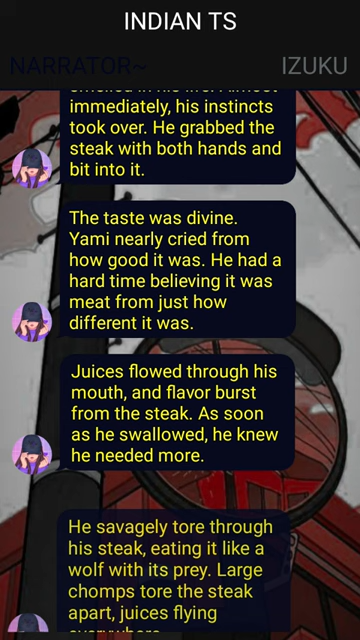 INDIAN TS
NARRATOR~
IZUKU
immediately, his instincts
took over. He grabbed the
steak with both hands and
bit into it.
The taste was divine.
Yami nearly cried from
how good it was. He had a
hard time believing it was
meat from just how
different it was.
Juices flowed through his
mouth, and flavor burst
from the steak. As soon
as he swallowed, he knew
he needed more.
He savagely tore through
his steak, eating it like a
wolf with its prey. Large
chomps tore the steak
apart, juices flying